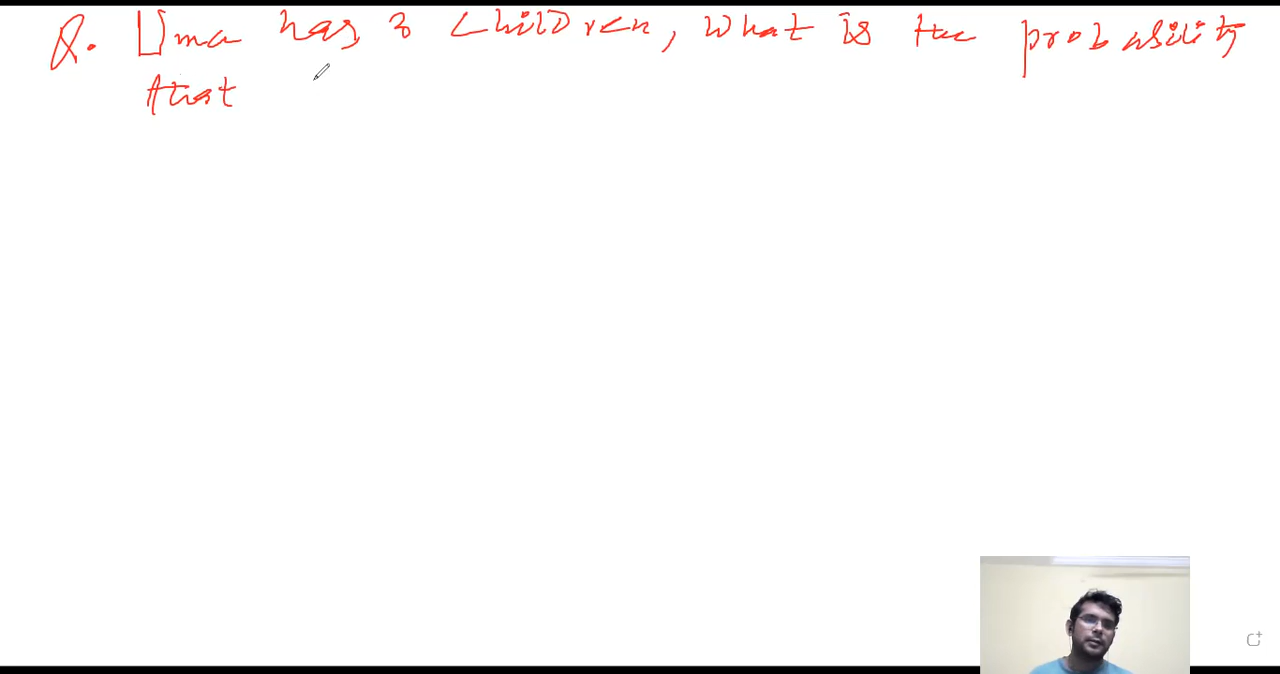 Q. Uma has 3 children, what is the probability
that